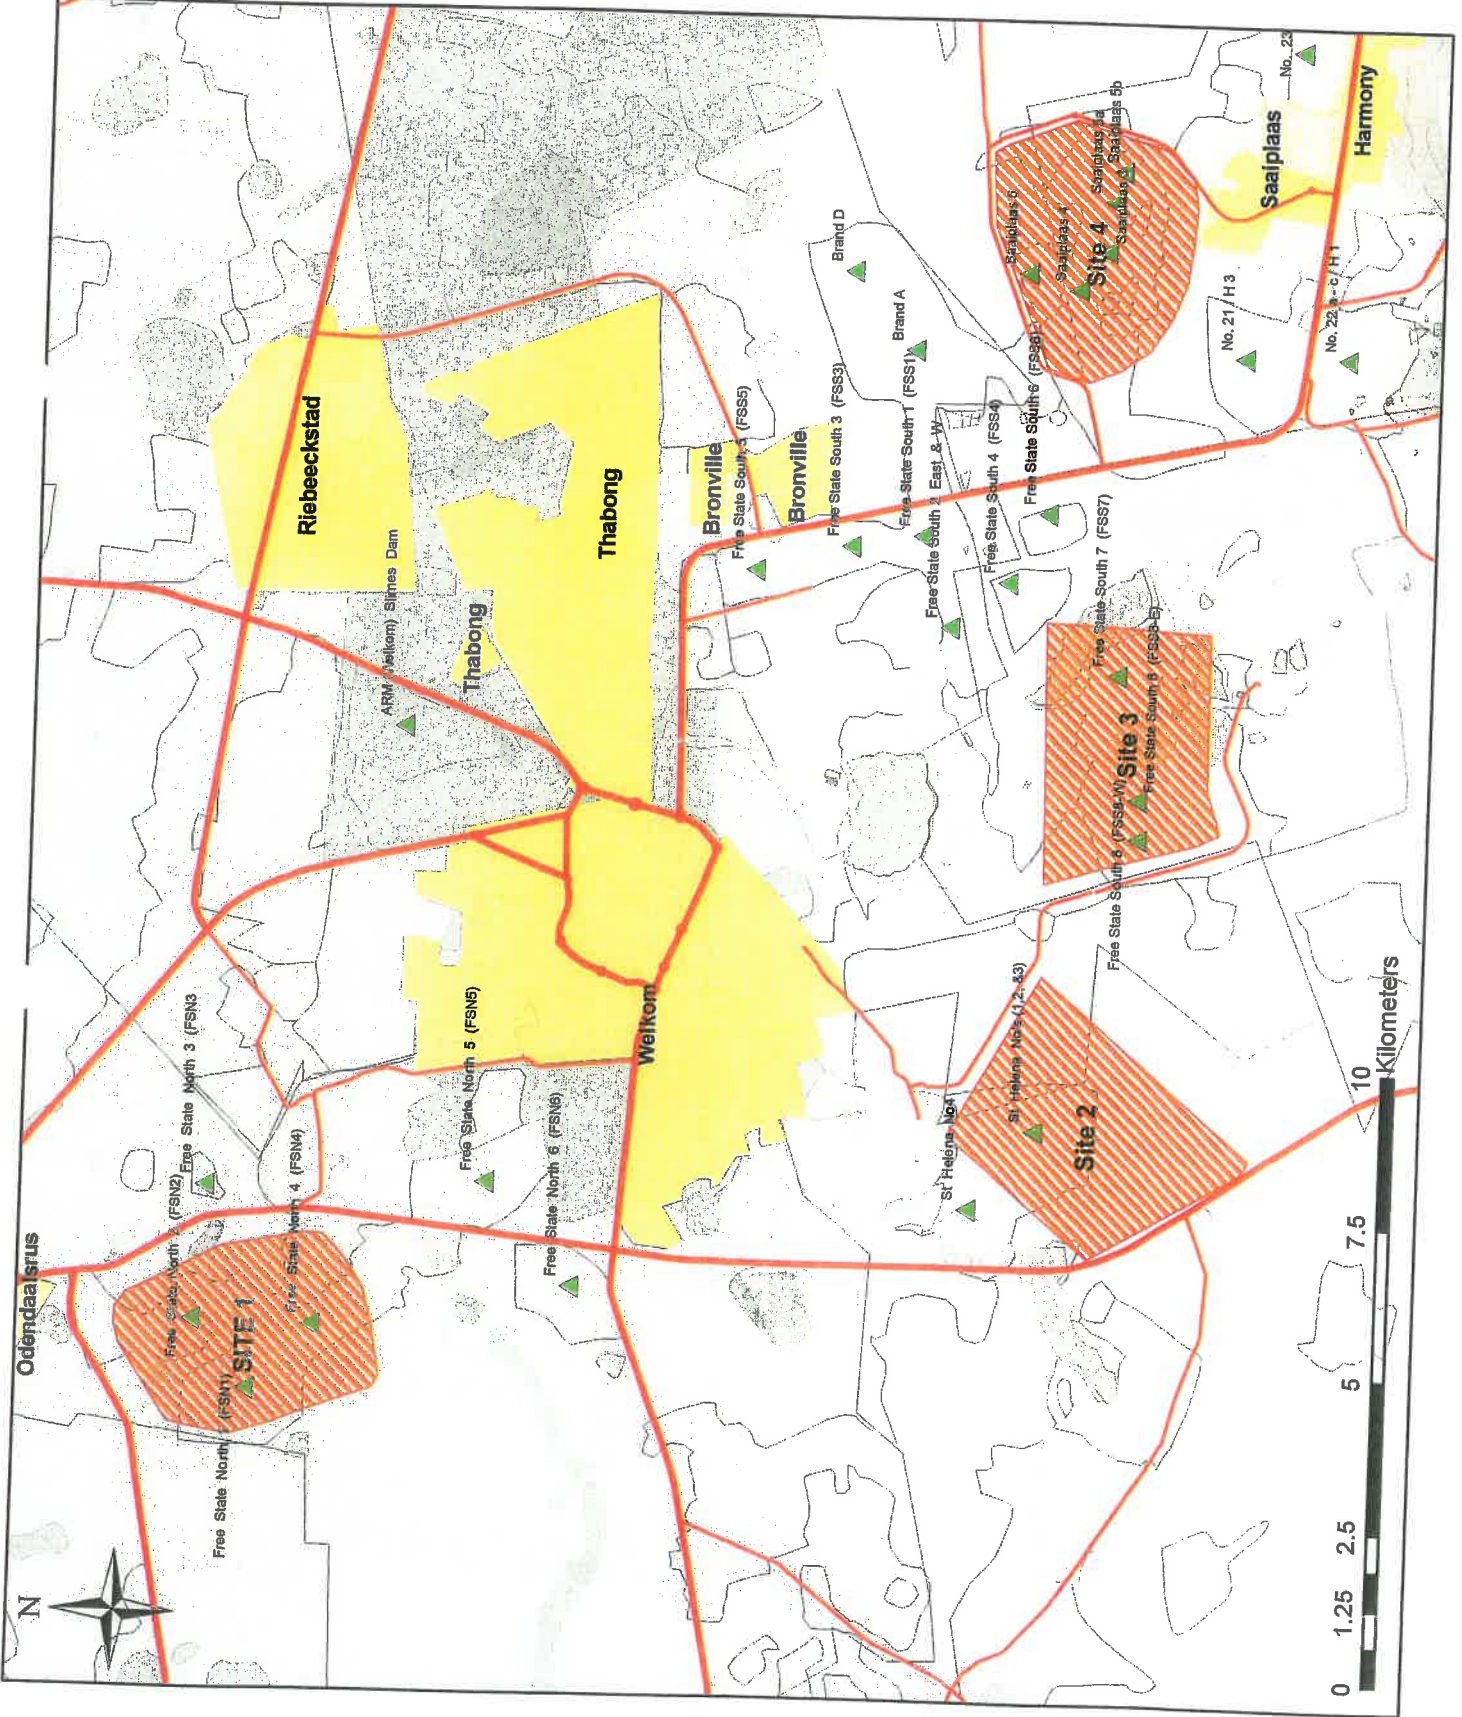 N
Odendaalsrus
Free State North 3 (FSN3
Free State North 2 (FSN2)
SITE 1
Free State North 1 (FSN1)
Free State North 4 (FSN4)
Riebeeckstad
ARM (Welkom) Slimes Dam
Thabong
Thabong
Free State North 5 (FSN5)
Free State North 6 (FSN6)
Welkom
Bronville
Free State South 5 (FSS5)
Bronville
Free State South 3 (FSS3)
Brand D
Brand A
Free State South 1 (FSS1)
Free State South 2 East & W
Free State South 4 (FSS4)
Free State South 6 (FSS6)
Saaiplaas 6
Saaiplaas 4
Site 4
Saaiplaas 5a
Saaiplaas 5b
Free State South 7 (FSS7)
Site 3
Free State South 8 (FSS8-E)
Free State South 8 (FSS8-W)
St Helena No4
St Helena No's (1,2, &3)
Site 2
No. 21 / H 3
No. 22 a - c / H 1
Saaiplaas
No. 23
Harmony
0 1.25 2.5 5 7.5 10
Kilometers